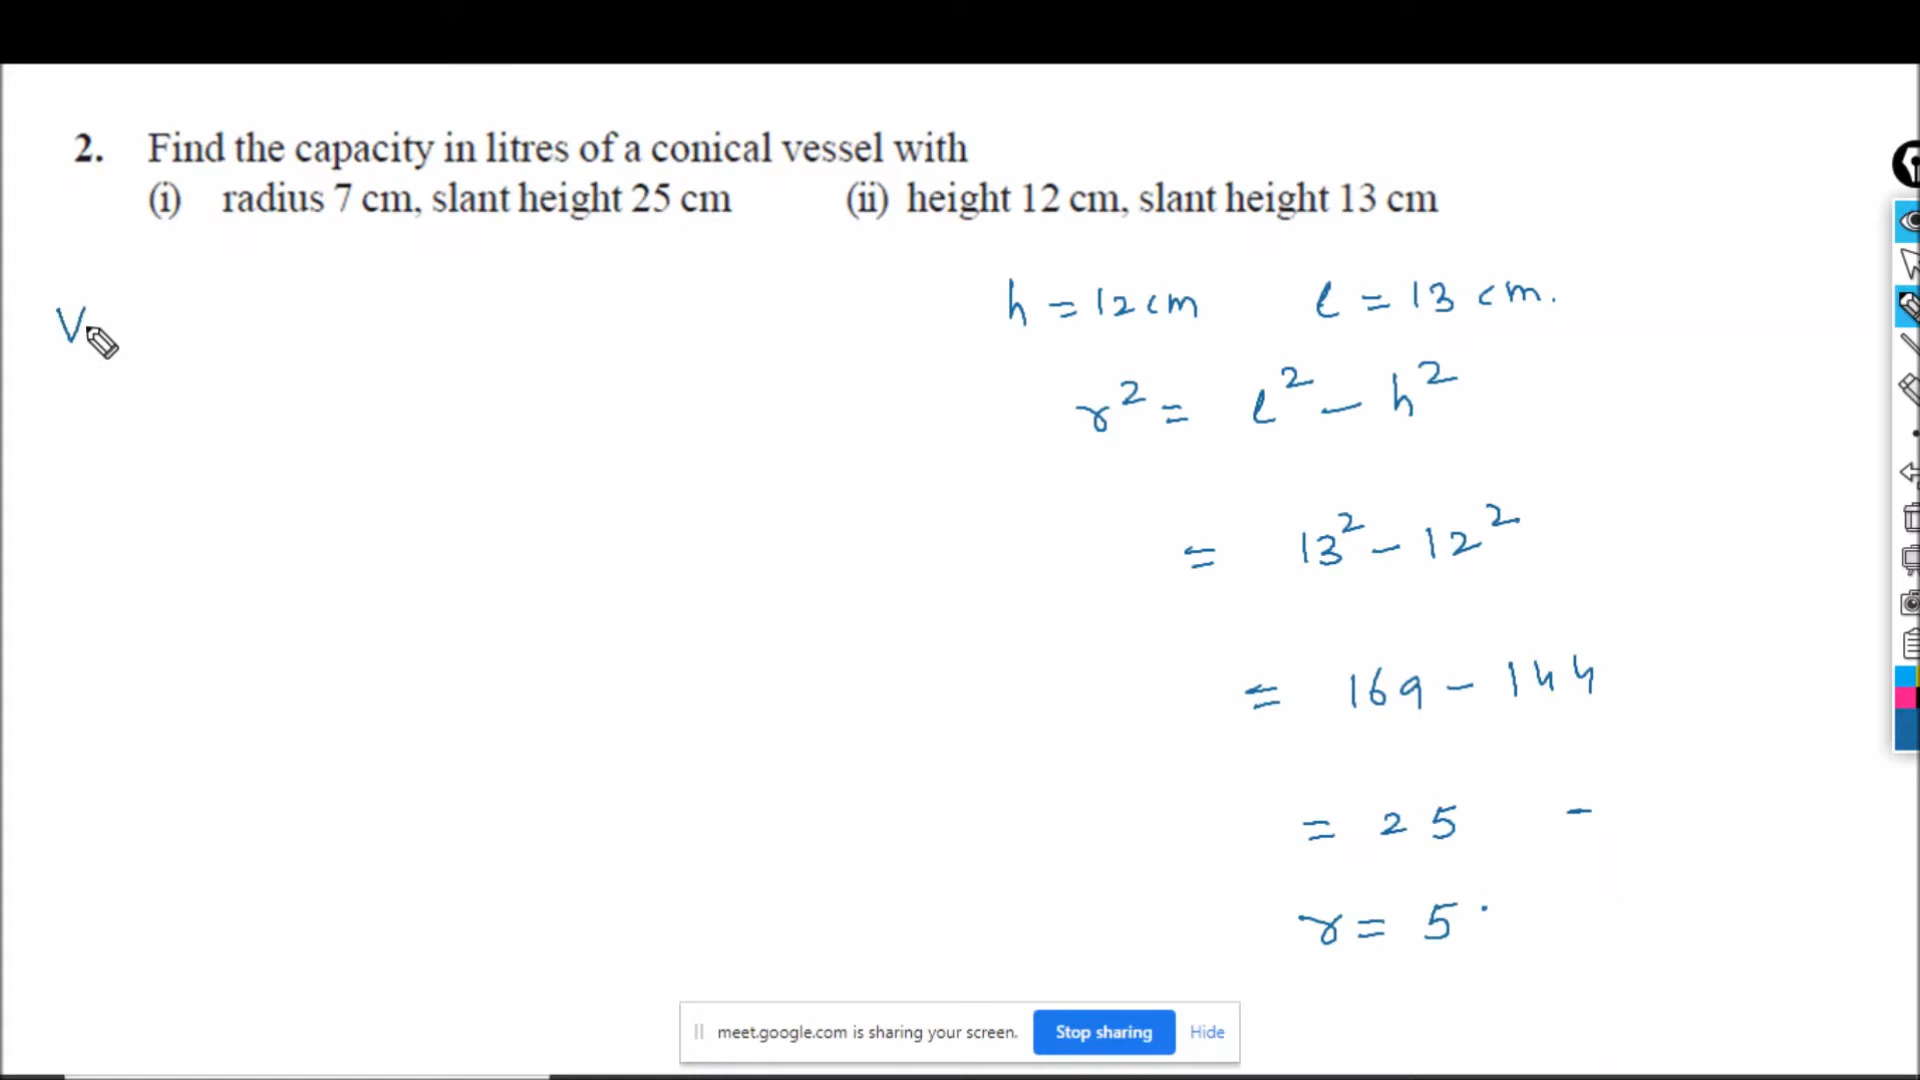 2. Find the capacity in litres of a conical vessel with
(i) radius 7 cm, slant height 25 cm (ii) height 12 cm, slant height 13 cm
h = 12 cm l = 13 cm.
V
r² = l² - h²
= 13² - 12²
= 169 - 144
= 25 -
r = 5 .
meet.google.com is sharing your screen. Stop sharing Hide